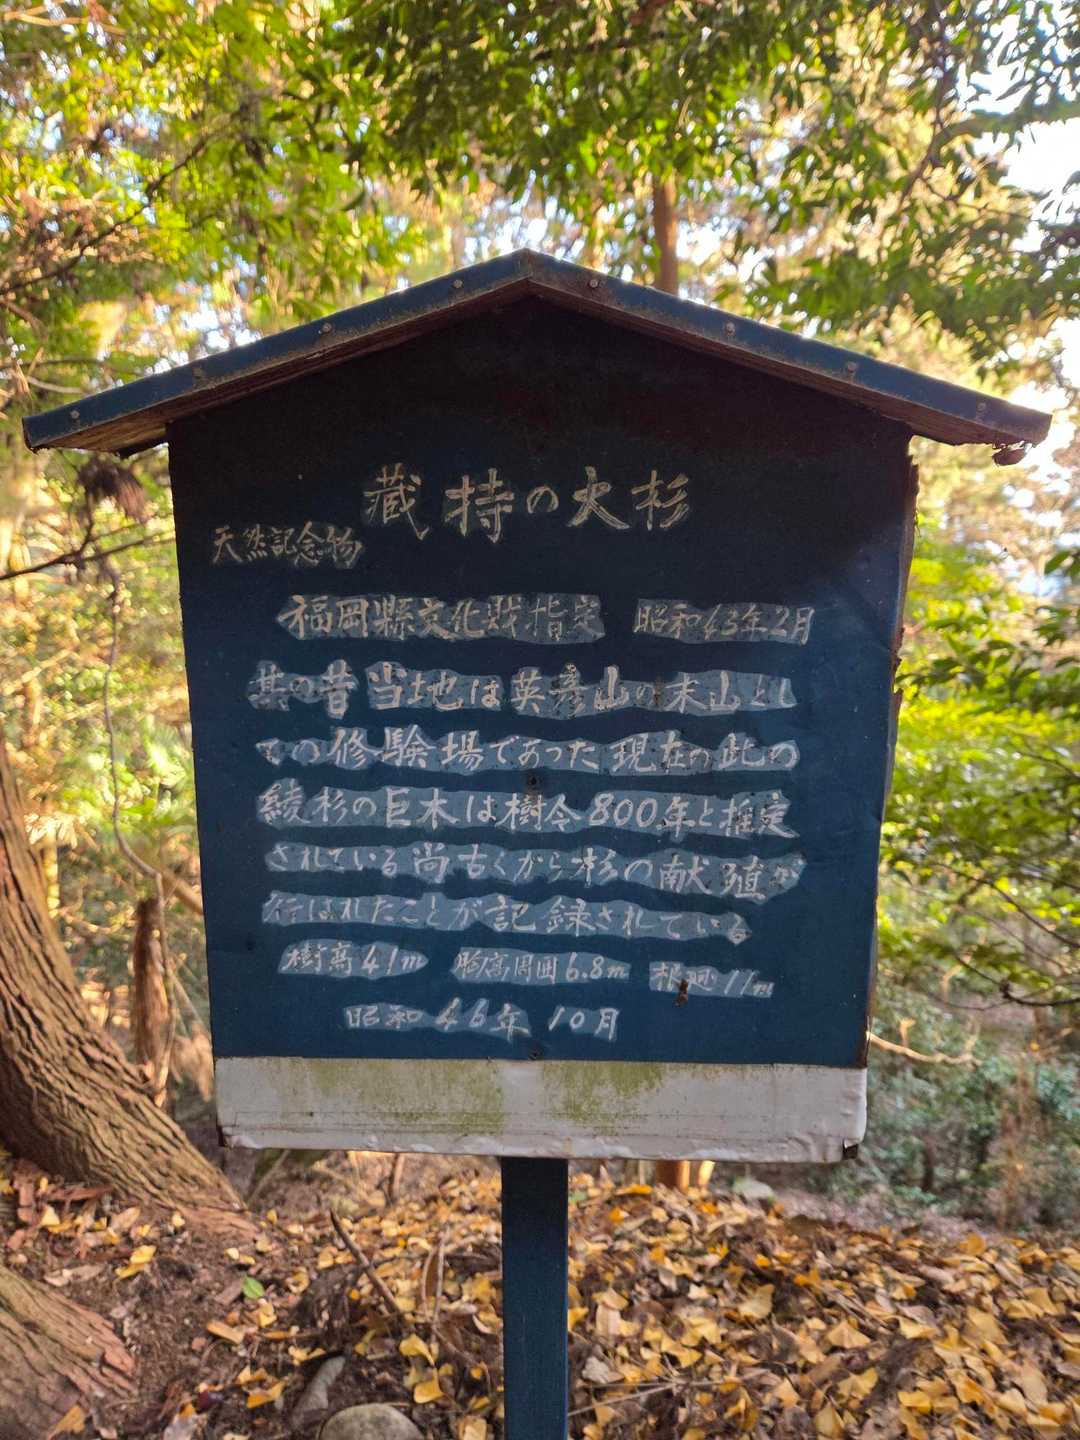 蔵持の大杉
天然記念物
福岡縣文化財指定 昭和43年2月
其の昔当地は英彦山の末山とし
ての修験場であった現在の此の
綾杉の巨木は樹令800年と推定
されている尚古くから杉の献殖が
行はれたことが記録されている
樹高41m 胸高周囲6.8m 根廻11m
昭和46年10月